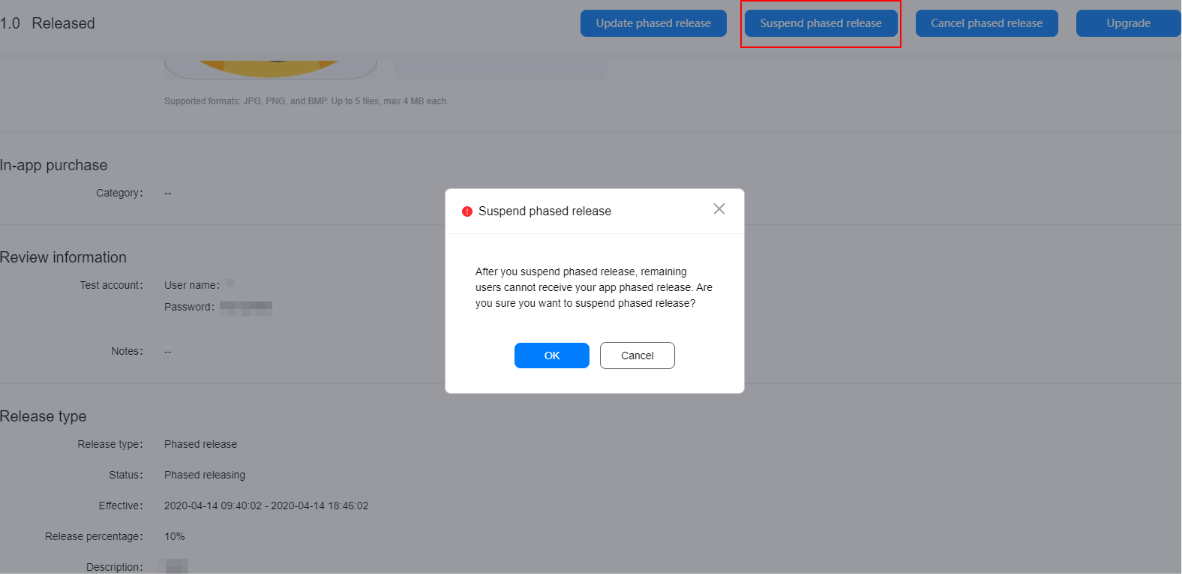 1.0 Released
Update phased release
Suspend phased release
Cancel phased release
Upgrade
Supported formats: JPG, PNG, and BMP. Up to 5 files, max 4 MB each.
In-app purchase
Category: --
Suspend phased release
After you suspend phased release, remaining
users cannot receive your app phased release. Are
you sure you want to suspend phased release?
OK
Cancel
Review information
Test account: User name:
Password:
Notes: --
Release type
Release type: Phased release
Status: Phased releasing
Effective: 2020-04-14 09:40:02 - 2020-04-14 18:46:02
Release percentage: 10%
Description: